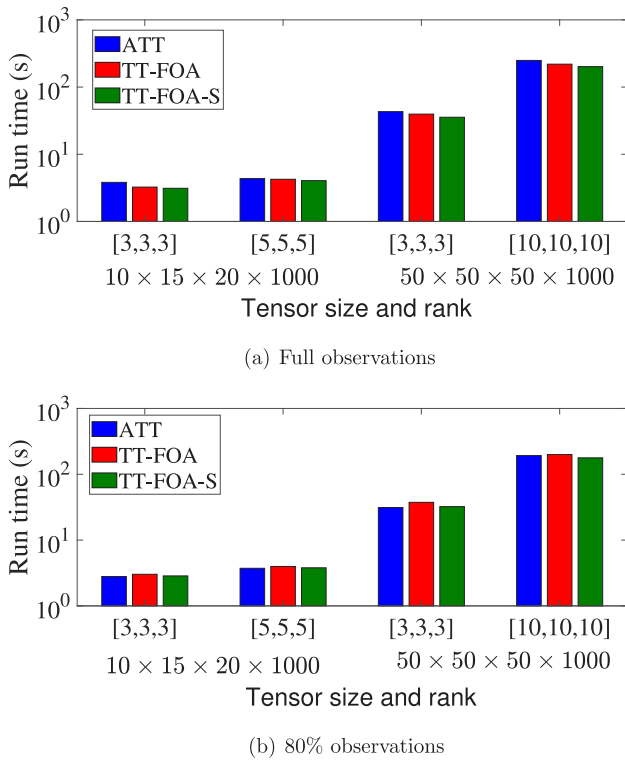 10³
ATT
TT-FOA
TT-FOA-S
10²
10¹
10⁰
Run time (s)
[3,3,3] [5,5,5] [3,3,3] [10,10,10]
10 × 15 × 20 × 1000 50 × 50 × 50 × 1000
Tensor size and rank
(a) Full observations
10³
ATT
TT-FOA
TT-FOA-S
10²
10¹
10⁰
Run time (s)
[3,3,3] [5,5,5] [3,3,3] [10,10,10]
10 × 15 × 20 × 1000 50 × 50 × 50 × 1000
Tensor size and rank
(b) 80% observations